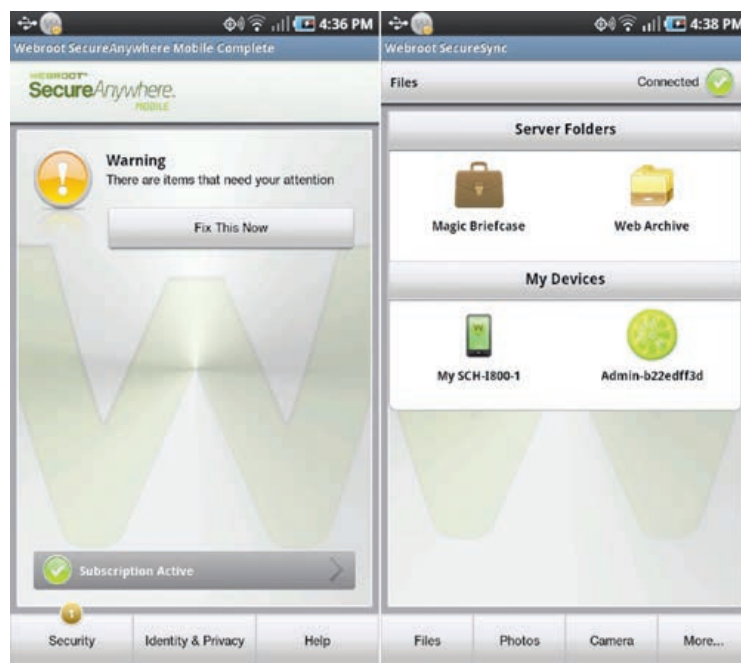 4:36 PM
Webroot SecureAnywhere Mobile Complete
WEBROOT
SecureAnywhere.
MOBILE
Warning
There are items that need your attention
Fix This Now
Subscription Active
1
Security
Identity & Privacy
Help
4:38 PM
Webroot SecureSync
Files
Connected
Server Folders
Magic Briefcase
Web Archive
My Devices
My SCH-I800-1
Admin-b22edff3d
Files
Photos
Camera
More...